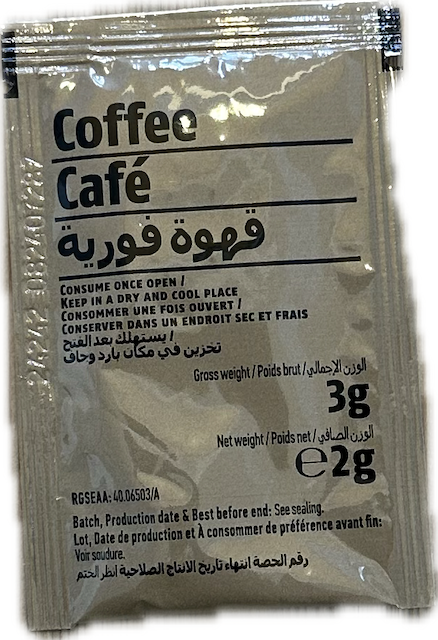 Coffee
Café
قهوة فورية
CONSUME ONCE OPEN /
KEEP IN A DRY AND COOL PLACE
CONSOMMER UNE FOIS OUVERT /
CONSERVER DANS UN ENDROIT SEC ET FRAIS
يستهلك بعد الفتح /
تخزين في مكان بارد وجاف
Gross weight / Poids brut / الوزن الإجمالي
3g
Net weight / Poids net / الوزن الصافي
℮2g
RGSEAA: 40.06503/A
Batch, Production date & Best before end: See sealing.
Lot, Date de production et À consommer de préférence avant fin:
Voir soudure.
رقم الحصة انتهاء تاريخ الانتاج الصلاحية انظر الختم